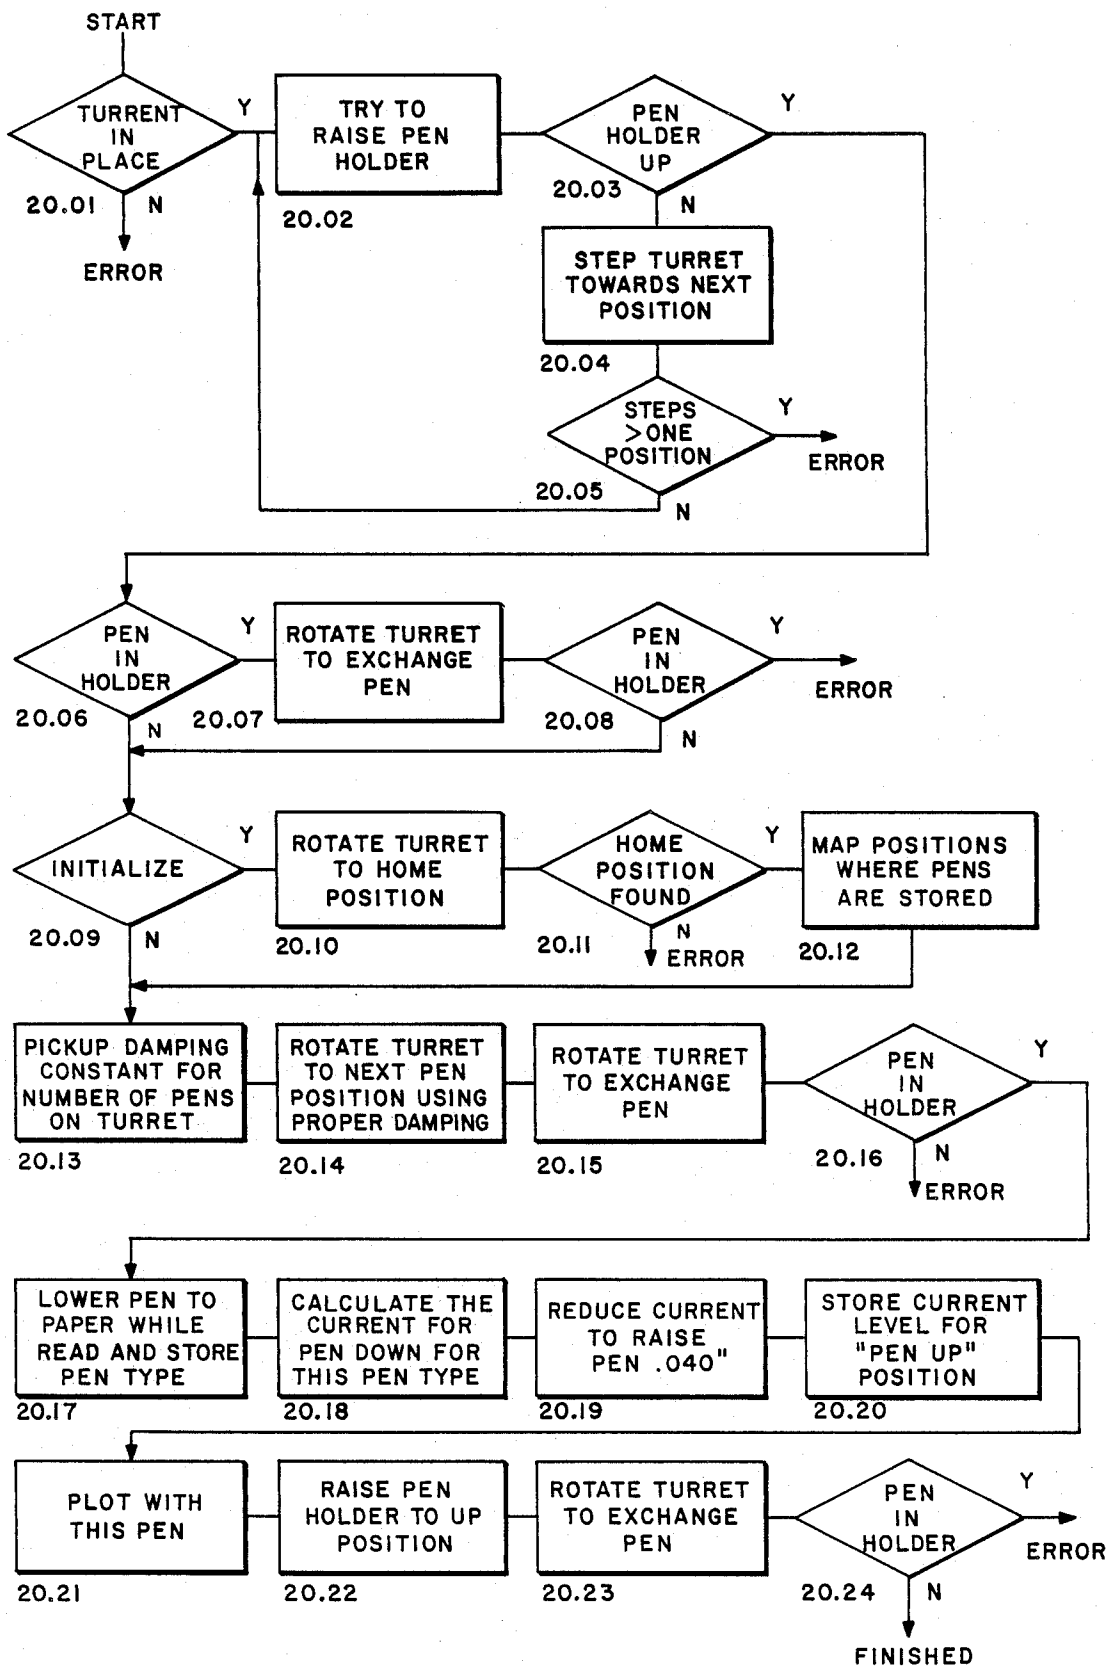 START
TURRENT
IN
PLACE
Y
20.01
N
ERROR
TRY TO
RAISE PEN
HOLDER
20.02
PEN
HOLDER
UP
Y
20.03
N
STEP TURRET
TOWARDS NEXT
POSITION
20.04
STEPS
>ONE
POSITION
Y
ERROR
20.05
N
PEN
IN
HOLDER
Y
20.06
N
ROTATE TURRET
TO EXCHANGE
PEN
20.07
PEN
IN
HOLDER
Y
ERROR
20.08
N
INITIALIZE
Y
20.09
N
ROTATE TURRET
TO HOME
POSITION
20.10
HOME
POSITION
FOUND
Y
20.11
N
ERROR
MAP POSITIONS
WHERE PENS
ARE STORED
20.12
PICKUP DAMPING
CONSTANT FOR
NUMBER OF PENS
ON TURRET
20.13
ROTATE TURRET
TO NEXT PEN
POSITION USING
PROPER DAMPING
20.14
ROTATE TURRET
TO EXCHANGE
PEN
20.15
PEN
IN
HOLDER
Y
20.16
N
ERROR
LOWER PEN TO
PAPER WHILE
READ AND STORE
PEN TYPE
20.17
CALCULATE THE
CURRENT FOR
PEN DOWN FOR
THIS PEN TYPE
20.18
REDUCE CURRENT
TO RAISE
PEN .040"
20.19
STORE CURRENT
LEVEL FOR
"PEN UP"
POSITION
20.20
PLOT WITH
THIS PEN
20.21
RAISE PEN
HOLDER TO UP
POSITION
20.22
ROTATE TURRET
TO EXCHANGE
PEN
20.23
PEN
IN
HOLDER
Y
ERROR
20.24
N
FINISHED